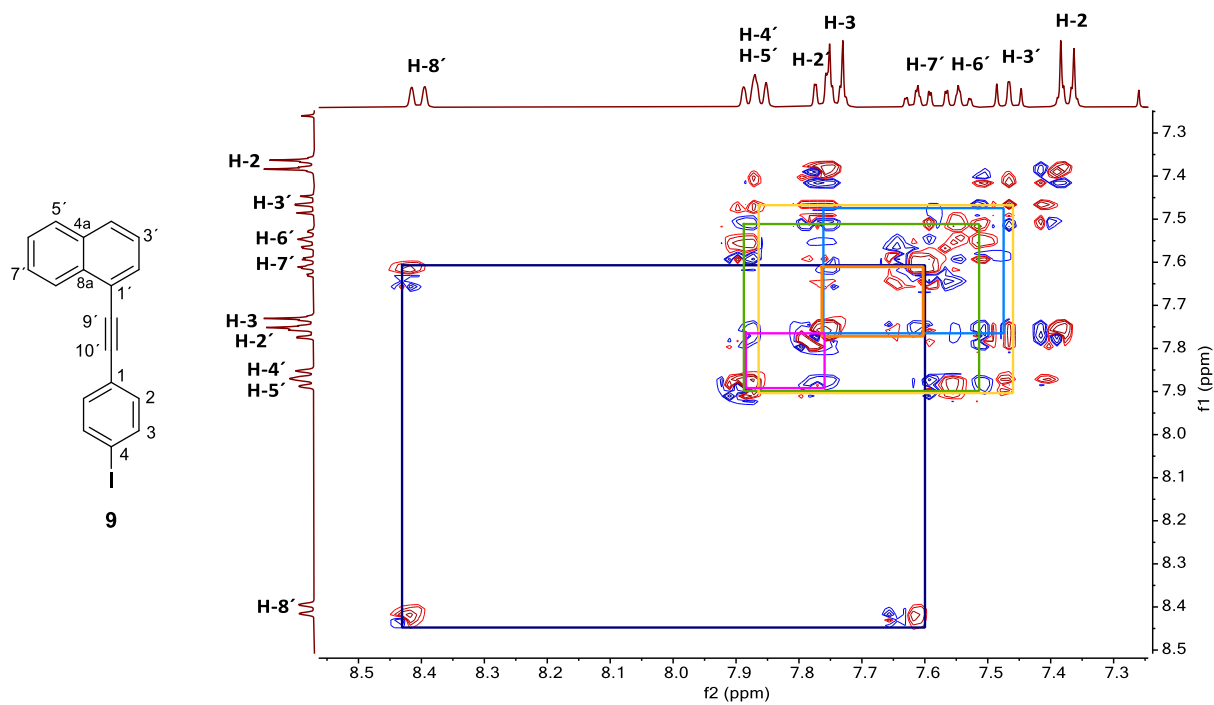 H-8´
H-4´
H-5´
H-2´
H-3
H-7´
H-6´
H-3´
H-2
H-2
H-3´
H-6´
H-7´
H-3
H-2´
H-4´
H-5´
H-8´
5´
4a
3´
7´
8a
1´
9´
10´
1
2
3
4
I
9
7.3
7.4
7.5
7.6
7.7
7.8
7.9
8.0
8.1
8.2
8.3
8.4
8.5
f1 (ppm)
8.5 8.4 8.3 8.2 8.1 8.0 7.9 7.8 7.7 7.6 7.5 7.4 7.3
f2 (ppm)